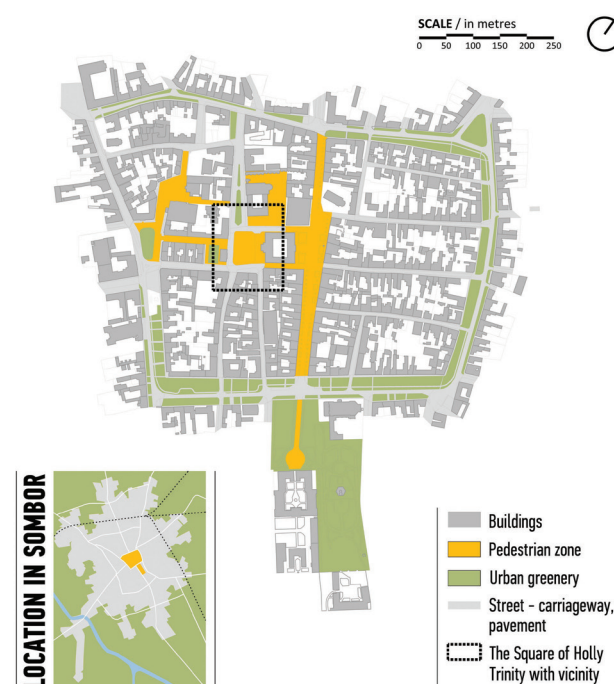 SCALE / in metres
0 50 100 150 200 250
LOCATION IN SOMBOR
Buildings
Pedestrian zone
Urban greenery
Street - carriageway,
pavement
The Square of Holly
Trinity with vicinity